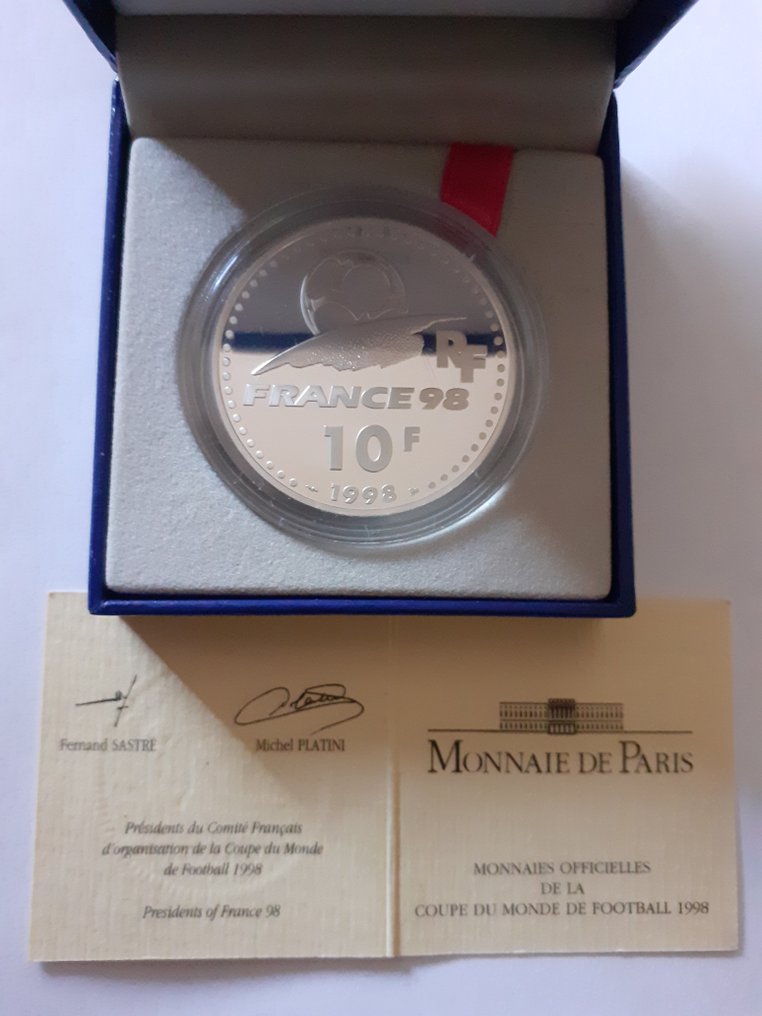 RF
FRANCE 98
10F
1998
Fernand SASTRE
Michel PLATINI
Présidents du Comité Français
d'organisation de la Coupe du Monde
de Football 1998
Presidents of France 98
MONNAIE DE PARIS
MONNAIES OFFICIELLES
DE LA
COUPE DU MONDE DE FOOTBALL 1998